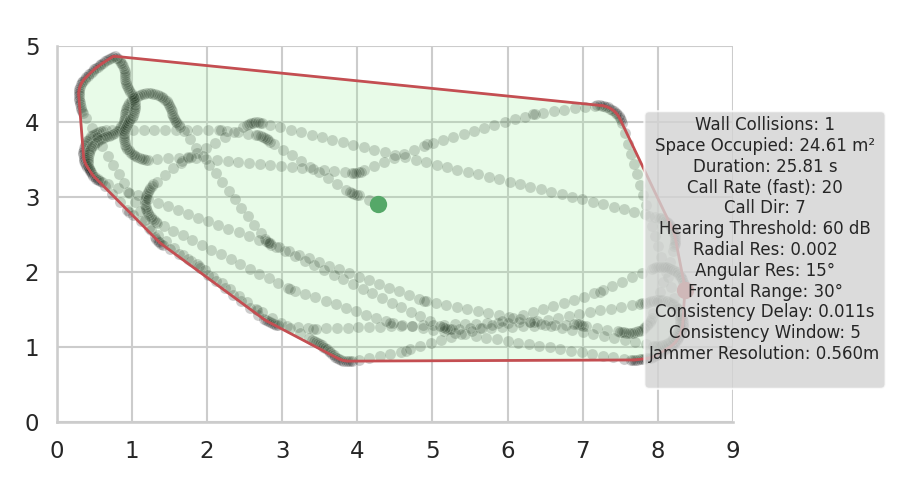 5
4
3
2
1
0
0 1 2 3 4 5 6 7 8 9
Wall Collisions: 1
Space Occupied: 24.61 m²
Duration: 25.81 s
Call Rate (fast): 20
Call Dir: 7
Hearing Threshold: 60 dB
Radial Res: 0.002
Angular Res: 15°
Frontal Range: 30°
Consistency Delay: 0.011s
Consistency Window: 5
Jammer Resolution: 0.560m